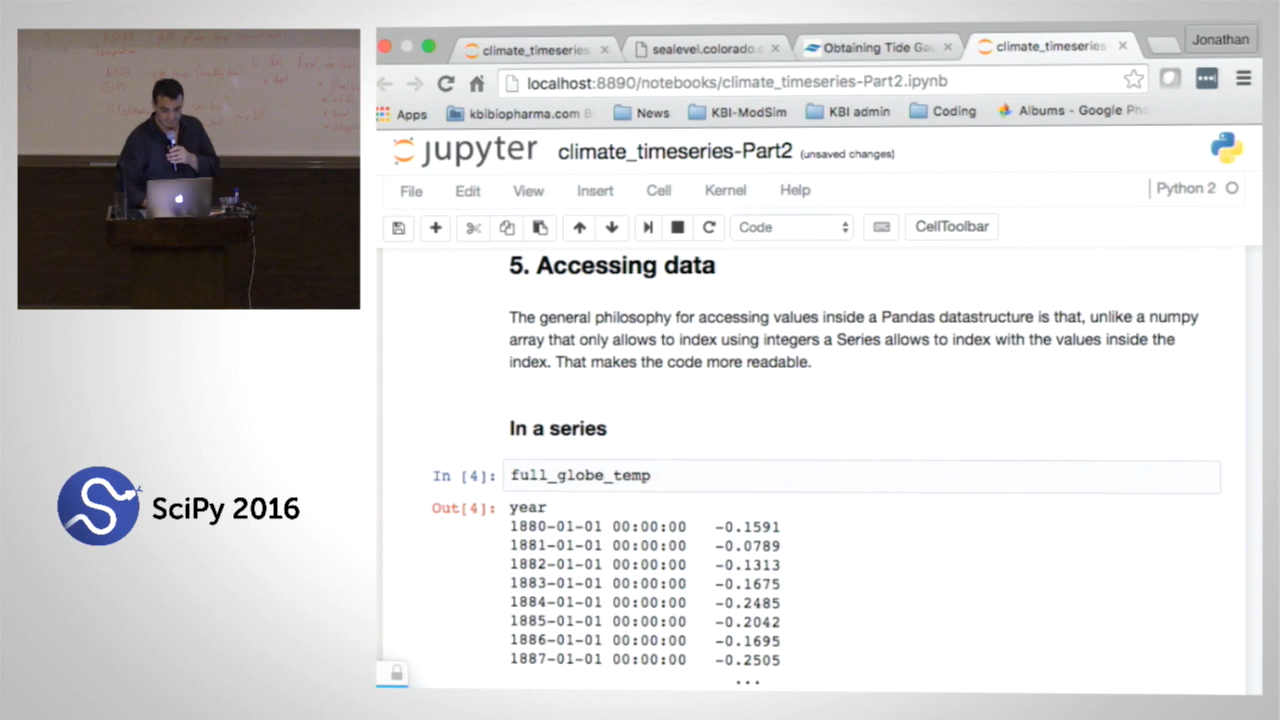 climate_timeseries
sealevel.colorado.e
Obtaining Tide Gau
climate_timeseries-
Jonathan
localhost:8890/notebooks/climate_timeseries-Part2.ipynb
Apps
kbibiopharma.com
News
KBI-ModSim
KBI admin
Coding
Albums - Google Pho
jupyter climate_timeseries-Part2 (unsaved changes)
File Edit View Insert Cell Kernel Help
Python 2
Code
CellToolbar
5. Accessing data
The general philosophy for accessing values inside a Pandas datastructure is that, unlike a numpy
array that only allows to index using integers a Series allows to index with the values inside the
index. That makes the code more readable.
In a series
In [4]: full_globe_temp
Out[4]: year
1880-01-01 00:00:00 -0.1591
1881-01-01 00:00:00 -0.0789
1882-01-01 00:00:00 -0.1313
1883-01-01 00:00:00 -0.1675
1884-01-01 00:00:00 -0.2485
1885-01-01 00:00:00 -0.2042
1886-01-01 00:00:00 -0.1695
1887-01-01 00:00:00 -0.2505
...
SciPy 2016